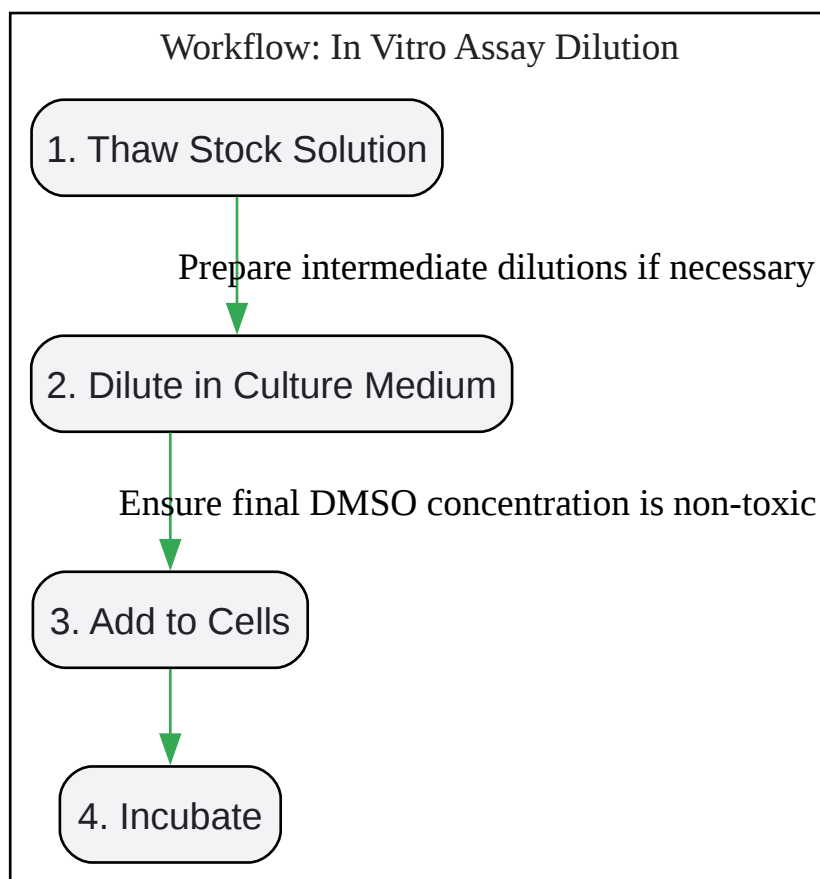 Workflow: In Vitro Assay Dilution
1. Thaw Stock Solution
Prepare intermediate dilutions if necessary
2. Dilute in Culture Medium
Ensure final DMSO concentration is non-toxic
3. Add to Cells
4. Incubate